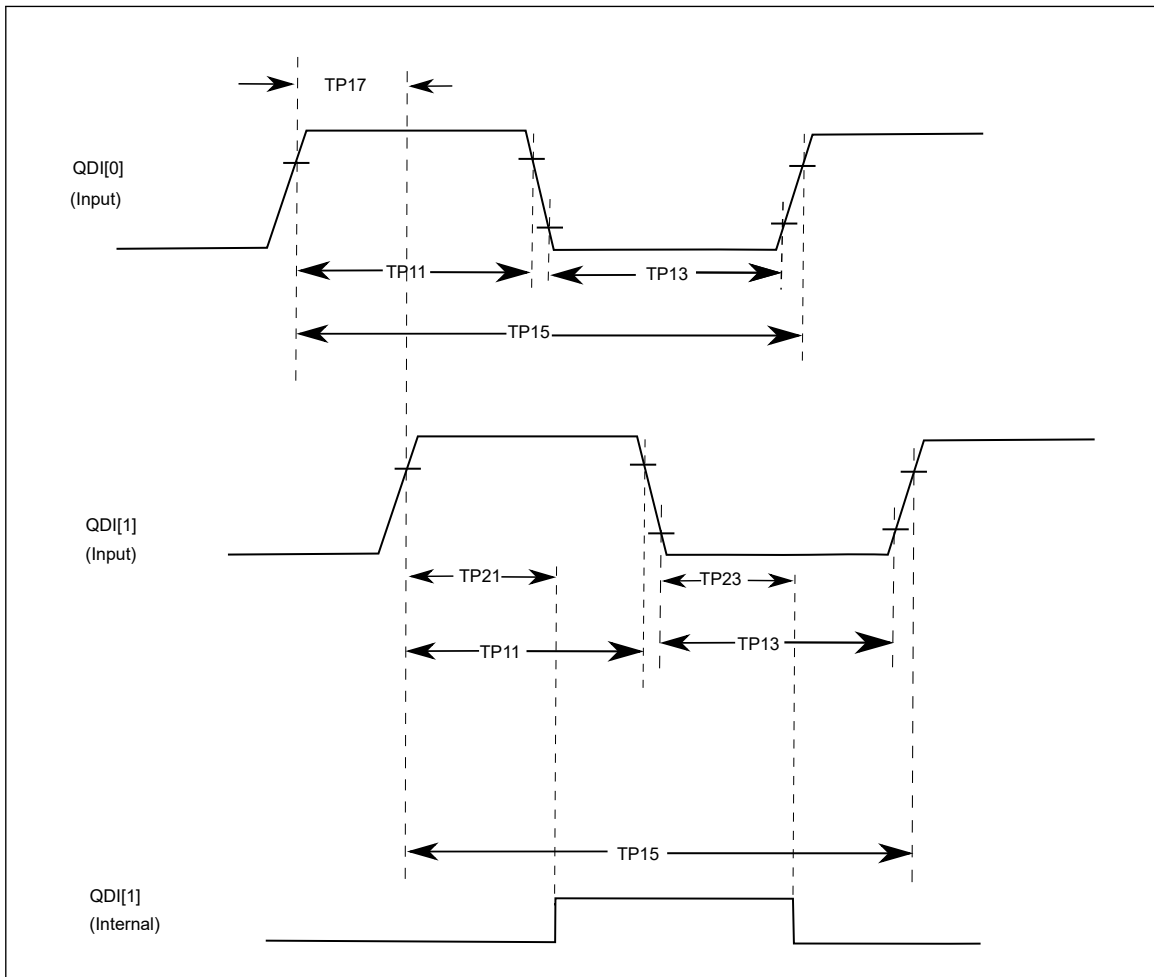 TP17
QDI[0]
(Input)
TP11
TP13
TP15
QDI[1]
(Input)
TP21
TP23
TP11
TP13
TP15
QDI[1]
(Internal)